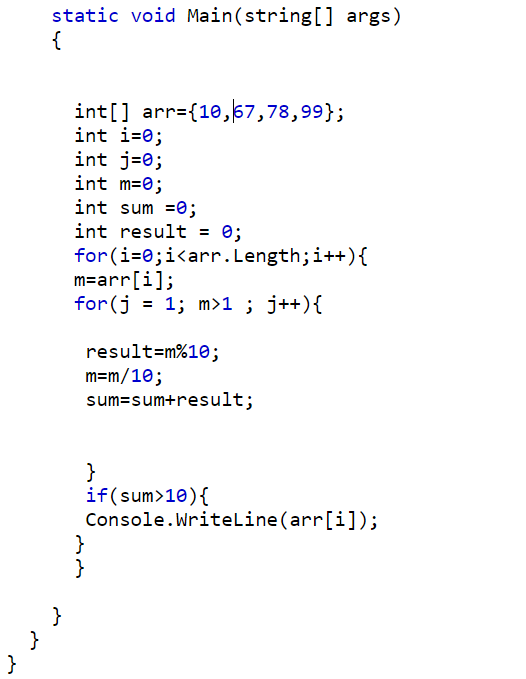 static void Main(string[] args)
{
int[] arr={10,67,78,99};
int i=0;
int j=0;
int m=0;
int sum =0;
int result = 0;
for(i=0;i<arr.Length;i++){
m=arr[i];
for(j = 1; m>1 ; j++){
result=m%10;
m=m/10;
sum=sum+result;
}
if(sum>10){
Console.WriteLine(arr[i]);
}
}
}
}
}